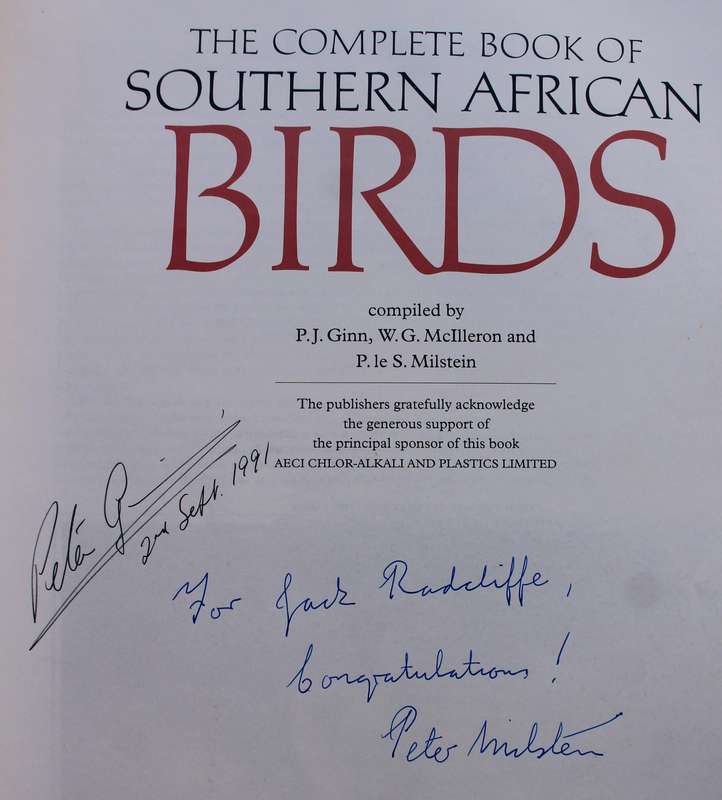 THE COMPLETE BOOK OF
SOUTHERN AFRICAN
BIRDS
compiled by
P. J. Ginn, W. G. McIlleron and
P. le S. Milstein
The publishers gratefully acknowledge
the generous support of
the principal sponsor of this book
AECI CHLOR-ALKALI AND PLASTICS LIMITED
Peter Ginn
2nd Sept. 1991
For Jack Radcliffe,
Congratulations!
Peter Milstein